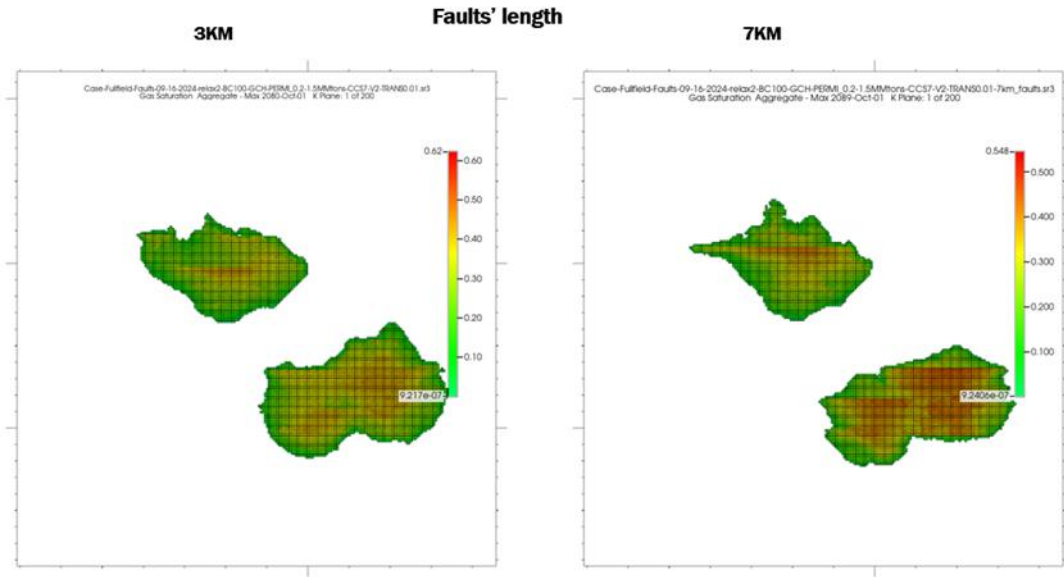 Faults' length
3KM
7KM
Case-Fullfield-Faults-09-16-2024-relax2-BC100-GCH-PERMI_0.2-1.5MMtons-CCS7-V2-TRANS0.01.sr3
Gas Saturation Aggregate - Max 2080-Oct-01 K Plane: 1 of 200
0.62
0.60
0.50
0.40
0.30
0.20
0.10
9.217e-07
Case-Fullfield-Faults-09-16-2024-relax2-BC100-GCH-PERMI_0.2-1.5MMtons-CCS7-V2-TRANS0.01-7km_faults.sr3
Gas Saturation Aggregate - Max 2089-Oct-01 K Plane: 1 of 200
0.548
0.500
0.400
0.300
0.200
0.100
9.2406e-07